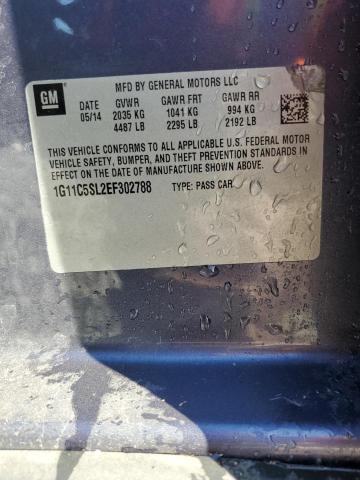 GM
MFD BY GENERAL MOTORS LLC
DATE GVWR GAWR FRT GAWR RR
05/14 2035 KG 1041 KG 994 KG
4487 LB 2295 LB 2192 LB
THIS VEHICLE CONFORMS TO ALL APPLICABLE U.S. FEDERAL MOTOR
VEHICLE SAFETY, BUMPER, AND THEFT PREVENTION STANDARDS IN
EFFECT ON THE DATE OF MANUFACTURE SHOWN ABOVE.
1G11C5SL2EF302788 TYPE: PASS CAR